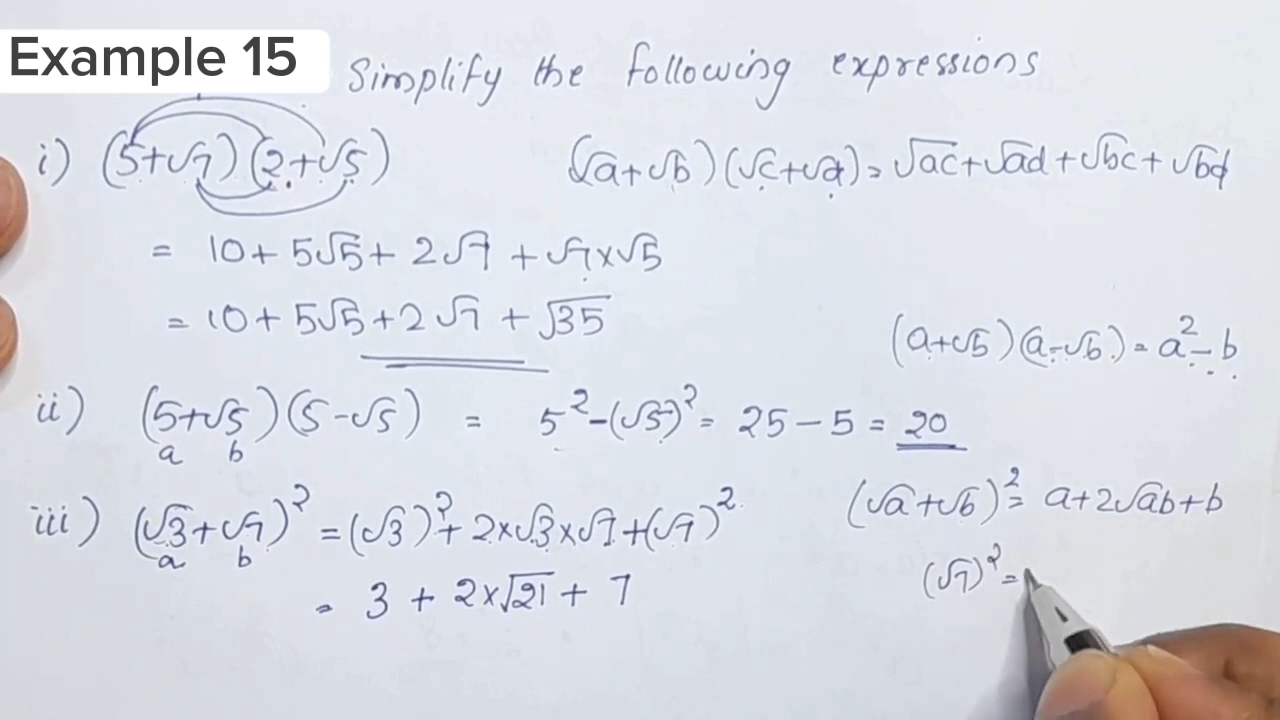 Example 15
Simplify the following expressions
i) (5+√7)(2+√5)
(√a+√b)(√c+√d)=√ac+√ad+√bc+√bd
= 10+5√5+2√7+√7×√5
= 10+5√5+2√7+√35
(a+√b)(a-√b)=a²-b
ii) (5+√5)(5-√5) = 5²-(√5)²= 25-5=20
a b
(√a+√b)²= a+2√ab+b
iii) (√3+√7)²=(√3)²+2×√3×√7+(√7)²
a b
(√7)²=
= 3+2×√21+7